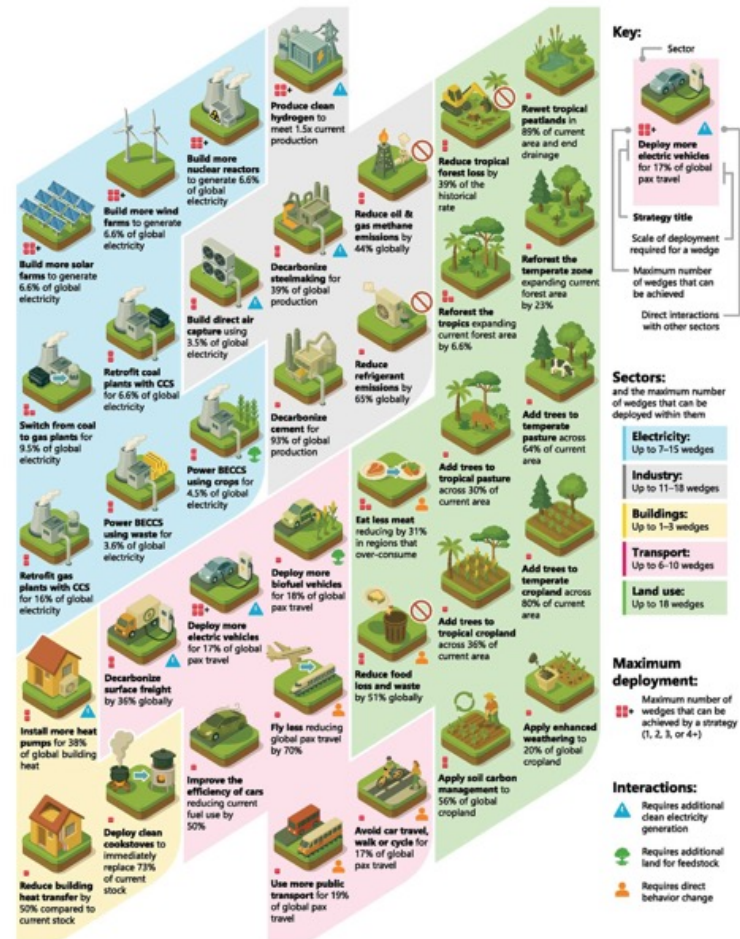 Produce clean
hydrogen to
meet 1.5x current
production
Build more
nuclear reactors
to generate 6.6%
of global
electricity
Build more wind
farms to generate
6.6% of global
electricity
Build more solar
farms to generate
6.6% of global
electricity
Rewet tropical
peatlands in
89% of current
area and end
drainage
Reduce tropical
forest loss by
39% of the
historical
rate
Reduce oil &
gas methane
emissions by
44% globally
Decarbonize
steelmaking for
39% of global
production
Build direct air
capture using
3.5% of global
electricity
Retrofit coal
plants with CCS
for 6.6% of global
electricity
Switch from coal
to gas plants for
9.5% of global
electricity
Reforest the
temperate zone
expanding current
forest area
by 23%
Reforest the
tropics expanding
current forest area
by 6.6%
Reduce
refrigerant
emissions by
65% globally
Decarbonize
cement for
93% of global
production
Power BECCS
using crops for
4.5% of global
electricity
Power BECCS
using waste for
3.6% of global
electricity
Retrofit gas
plants with CCS
for 16% of global
electricity
Add trees to
temperate
pasture across
64% of current
area
Add trees to
tropical pasture
across 30% of
current area
Eat less meat
reducing by 31%
in regions that
over-consume
Deploy more
biofuel vehicles
for 18% of global
pax travel
Deploy more
electric vehicles
for 17% of global
pax travel
Decarbonize
surface freight
by 36% globally
Install more heat
pumps for 38%
of global building
heat
Add trees to
temperate
cropland across
80% of current
area
Add trees to
tropical cropland
across 36% of
current area
Reduce food
loss and waste
by 51% globally
Fly less reducing
global pax travel
by 70%
Improve the
efficiency of cars
reducing current
fuel use by
50%
Deploy clean
cookstoves to
immediately
replace 73%
of current
stock
Reduce building
heat transfer by
50% compared to
current stock
Apply enhanced
weathering to
20% of global
cropland
Apply soil carbon
management to
56% of global
cropland
Avoid car travel,
walk or cycle for
17% of global
pax travel
Use more public
transport for 19%
of global pax
travel
Key:
Sector
Deploy more
electric vehicles
for 17% of global
pax travel
Strategy title
Scale of deployment
required for a wedge
Maximum number
of wedges that can
be achieved
Direct interactions
with other sectors
Sectors:
and the maximum number
of wedges that can be
deployed within them
Electricity:
Up to 7–15 wedges
Industry:
Up to 11–18 wedges
Buildings:
Up to 1–3 wedges
Transport:
Up to 6–10 wedges
Land use:
Up to 18 wedges
Maximum
deployment:
Maximum number of
wedges that can be
achieved by a strategy
(1, 2, 3, or 4+)
Interactions:
Requires additional
clean electricity
generation
Requires additional
land for feedstock
Requires direct
behavior change